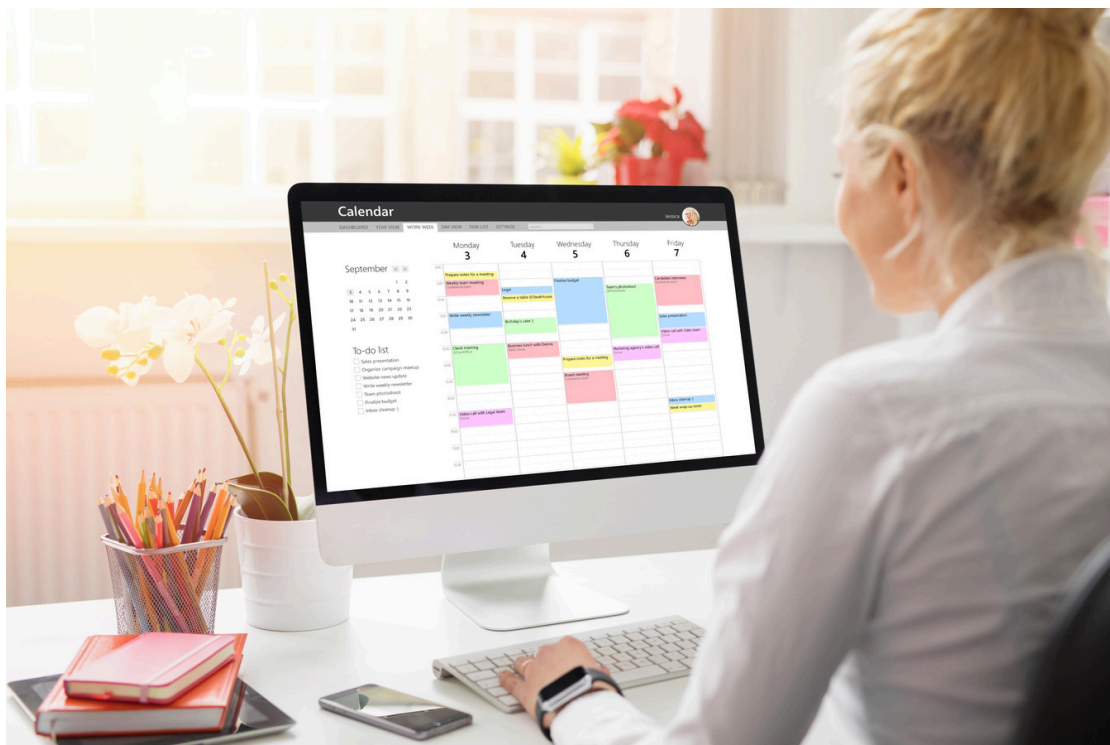 Calendar
Jessica
DASHBOARD YEAR VIEW WORK WEEK DAY VIEW TASK LIST SETTINGS
Monday Tuesday Wednesday Thursday Friday
3 4 5 6 7
September
1 2
3 4 5 6 7 8 9
10 11 12 13 14 15 16
17 18 19 20 21 22 23
24 25 26 27 28 29 30
31
To-do list
Sales presentation
Organize campaign meetup
Website news update
Write weekly newsletter
Team photoshoot
Finalize budget
Inbox cleanup :)
Prepare notes for a meeting
Weekly team meeting
Write weekly newsletter
Client meeting
Video call with Legal team
Legal
Reserve a table
Birthday's cake :)
Business lunch with Dennis
Finalize budget
Prepare notes for a meeting
Board meeting
Team's photoshoot
Marketing agency's video call
Candidate interviews
Sales presentation
Video call with Sales team
Inbox cleanup :)
Week wrap-up notes